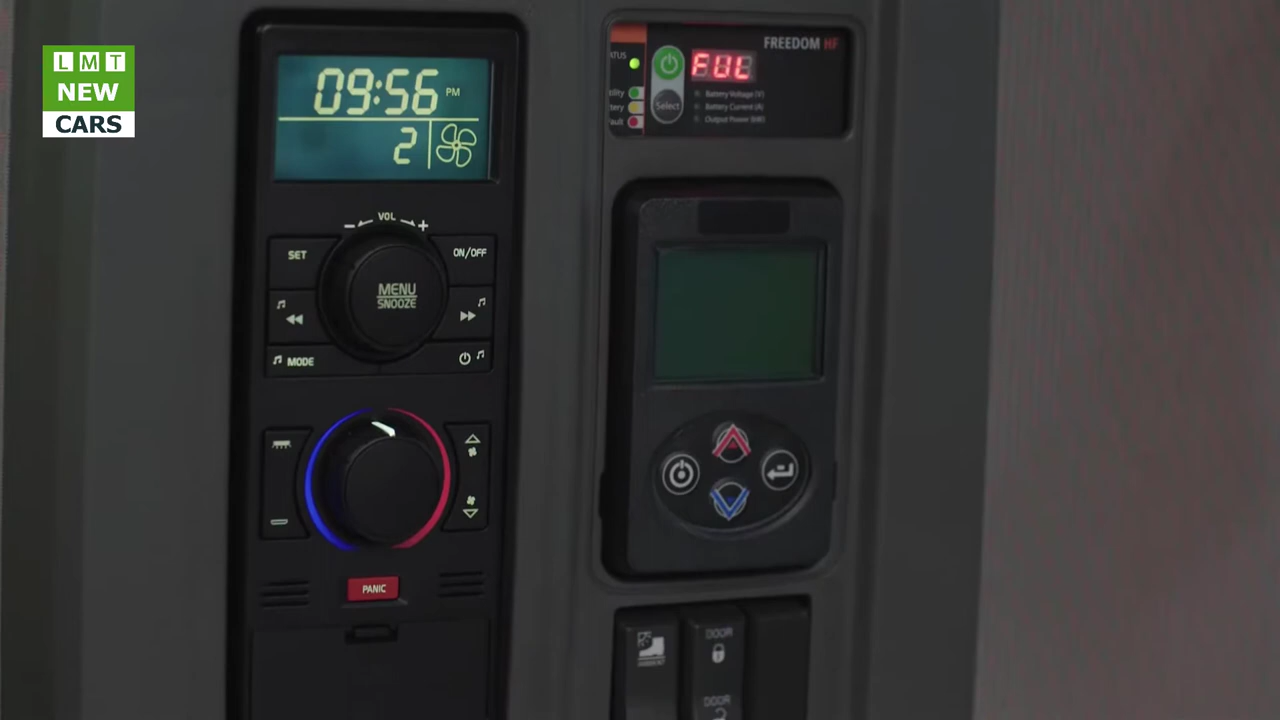 LMT
NEW
CARS
09:56 PM
2
VOL
- +
SET
ON/OFF
MENU
SNOOZE
MODE
PANIC
FREEDOM HF
FUL
Select
Battery Voltage (V)
Battery Current (A)
Output Power (kW)
DOOR
DOOR